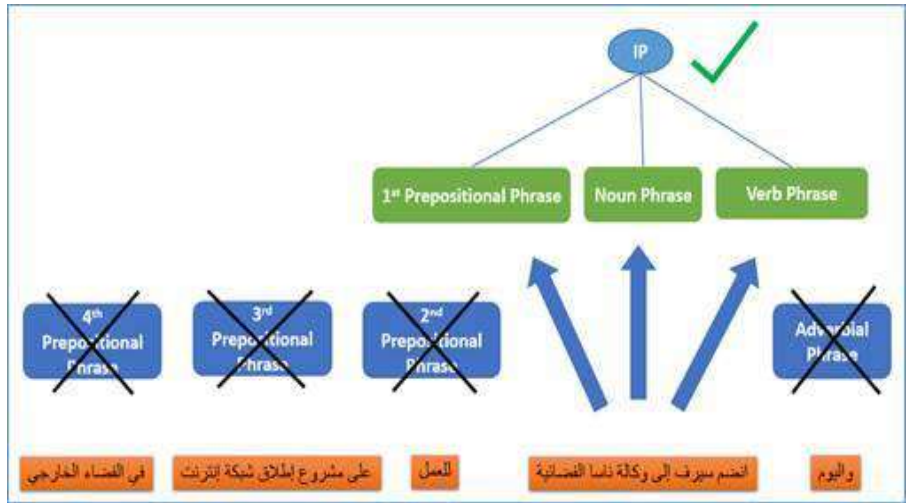 IP
1st Prepositional Phrase
Noun Phrase
Verb Phrase
4th
Prepositional
Phrase
3rd
Prepositional
Phrase
2nd
Prepositional
Phrase
Adverbial
Phrase
واليوم
انضم سيرف إلى وكالة ناسا الفضائية
للعمل
على مشروع إطلاق شبكة إنترنت
في الفضاء الخارجي